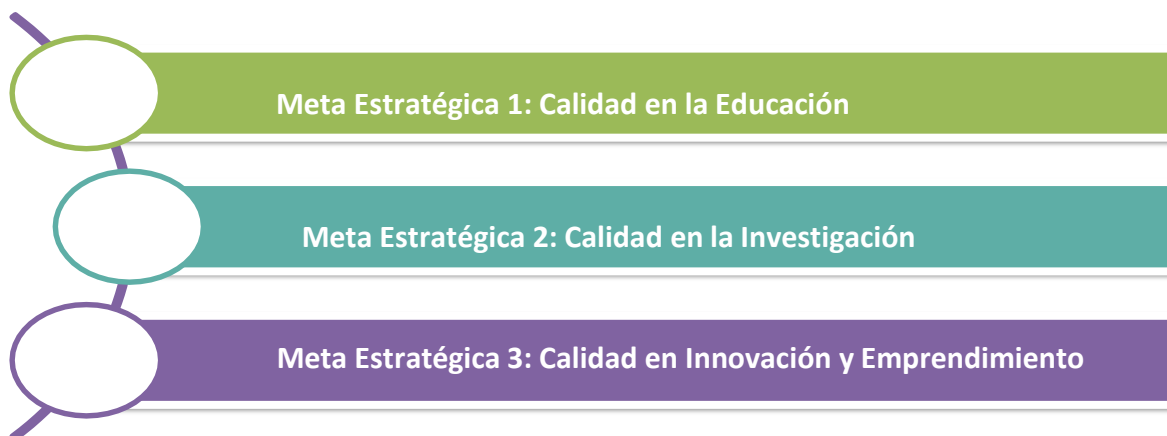 Meta Estratégica 1: Calidad en la Educación
Meta Estratégica 2: Calidad en la Investigación
Meta Estratégica 3: Calidad en Innovación y Emprendimiento